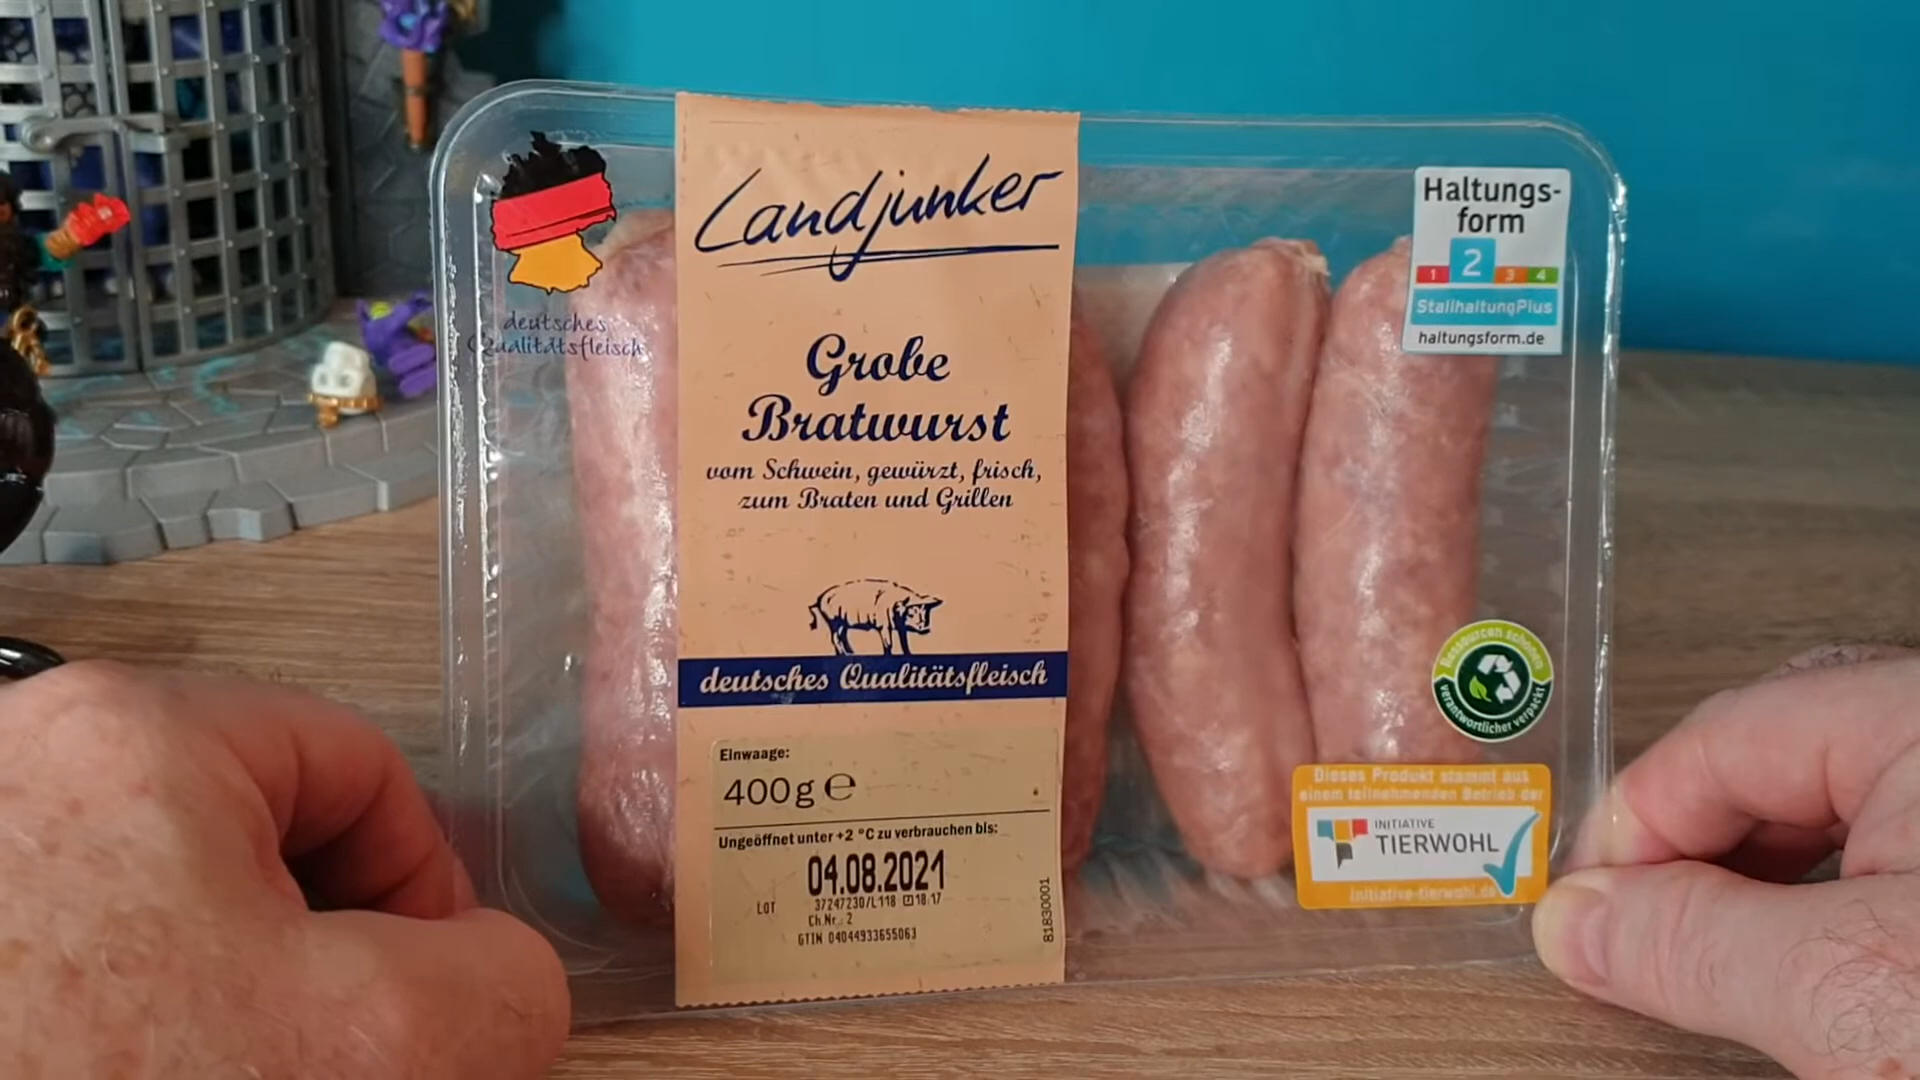 Landjunker
Grobe
Bratwurst
vom Schwein, gewürzt, frisch,
zum Braten und Grillen
deutsches Qualitätsfleisch
Einwaage:
400g ℮
Ungeöffnet unter +2 °C zu verbrauchen bis:
04.08.2021
LOT 37247230/L118 18:17
Ch.Nr.: 2
GTIN 04044933655063
81830001
deutsches
Qualitätsfleisch
Haltungs-
form
1 2 3 4
StallhaltungPlus
haltungsform.de
Ressourcen schonen
verantwortlicher verpackt
Dieses Produkt stammt aus
einem teilnehmenden Betrieb der
INITIATIVE
TIERWOHL
initiative-tierwohl.de